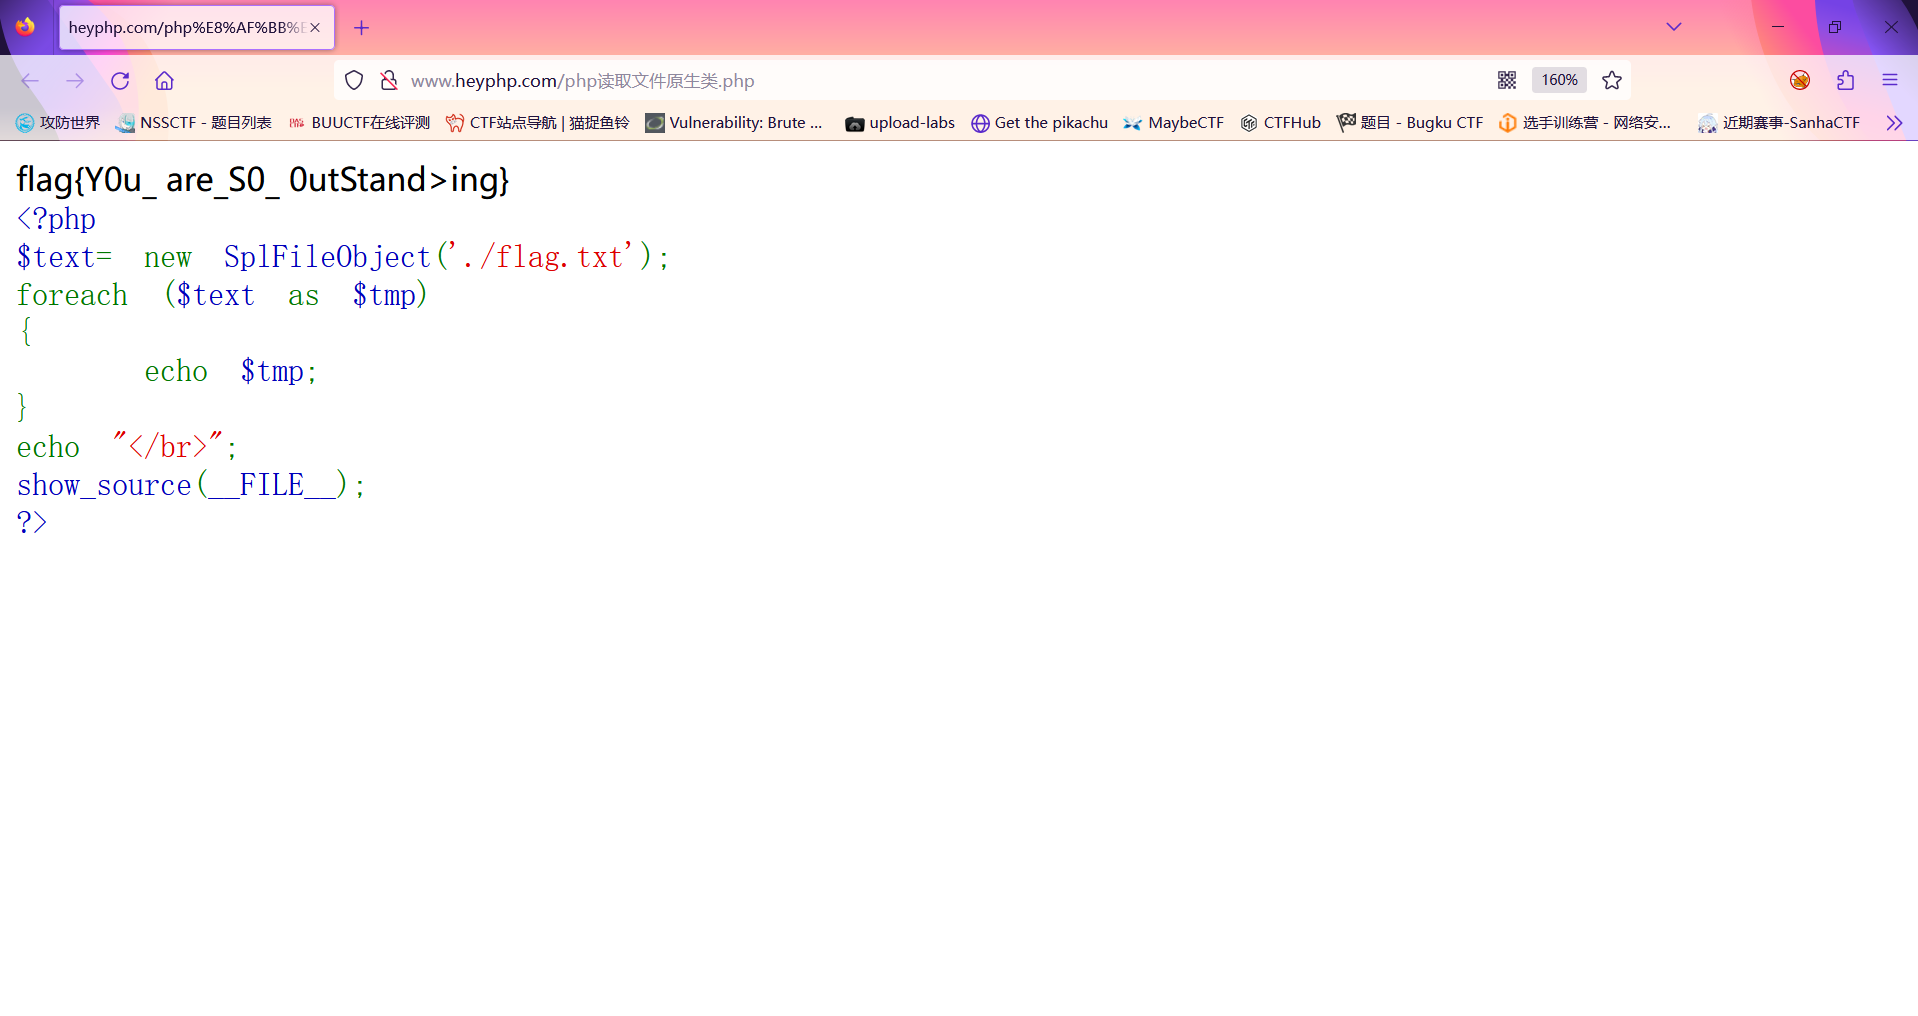 heyphp.com/php%E8%AF%BB%E
www.heyphp.com/php读取文件原生类.php
160%
攻防世界 NSSCTF - 题目列表 BUUCTF在线评测 CTF站点导航 | 猫捉鱼铃 Vulnerability: Brute ... upload-labs Get the pikachu MaybeCTF CTFHub 题目 - Bugku CTF 选手训练营 - 网络安... 近期赛事-SanhaCTF
flag{Y0u_ are_S0_ 0utStand>ing}
<?php
$text= new SplFileObject('./flag.txt');
foreach ($text as $tmp)
{
echo $tmp;
}
echo "</br>";
show_source(__FILE__);
?>